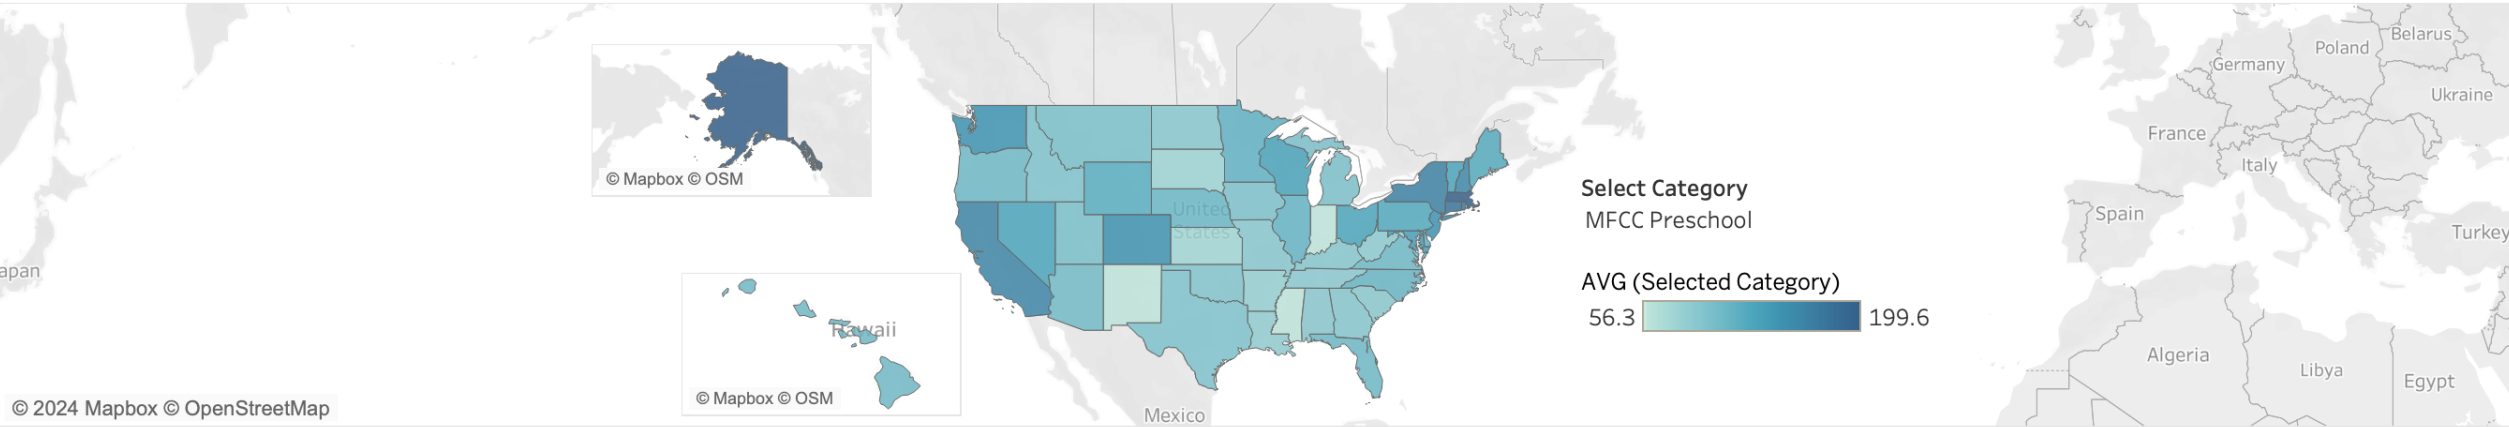 Belarus
Poland
Germany
Ukraine
France
Italy
© Mapbox © OSM
Select Category
MFCC Preschool
United
States
Spain
Turkey
apan
AVG (Selected Category)
56.3
199.6
Hawaii
Algeria
Libya
Egypt
© Mapbox © OSM
© 2024 Mapbox © OpenStreetMap
Mexico